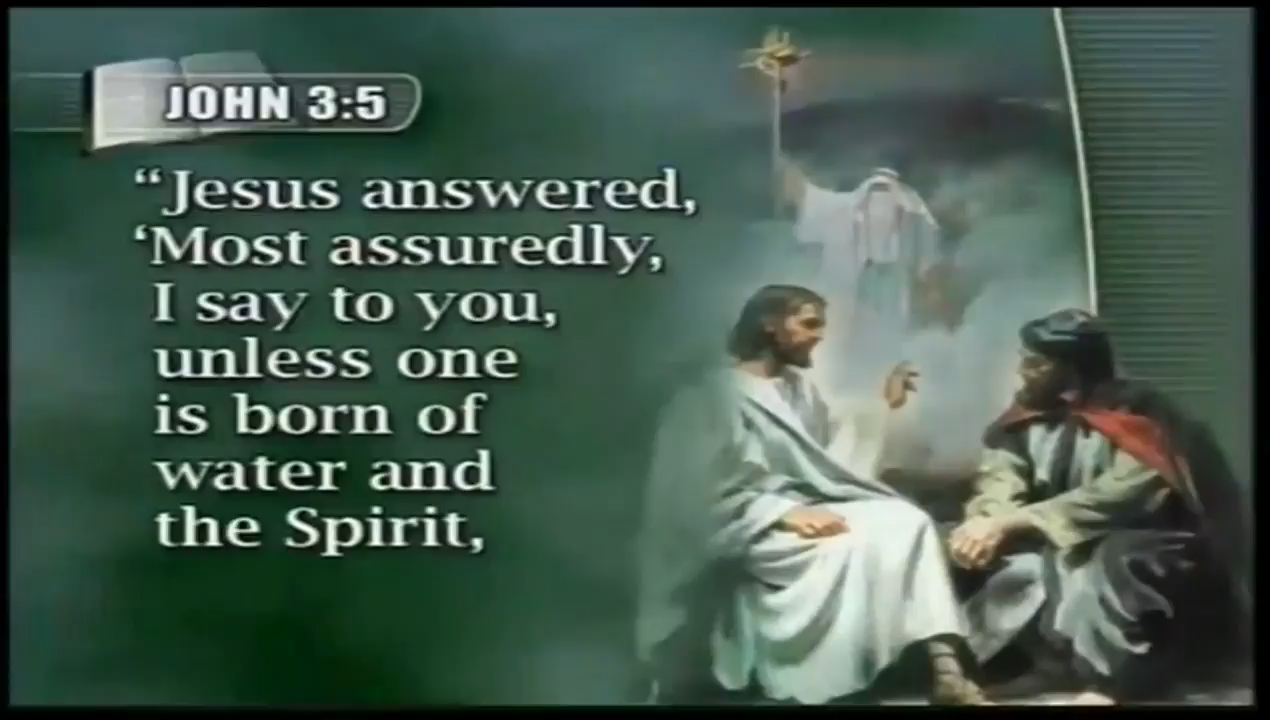 JOHN 3:5
“Jesus answered,
‘Most assuredly,
I say to you,
unless one
is born of
water and
the Spirit,